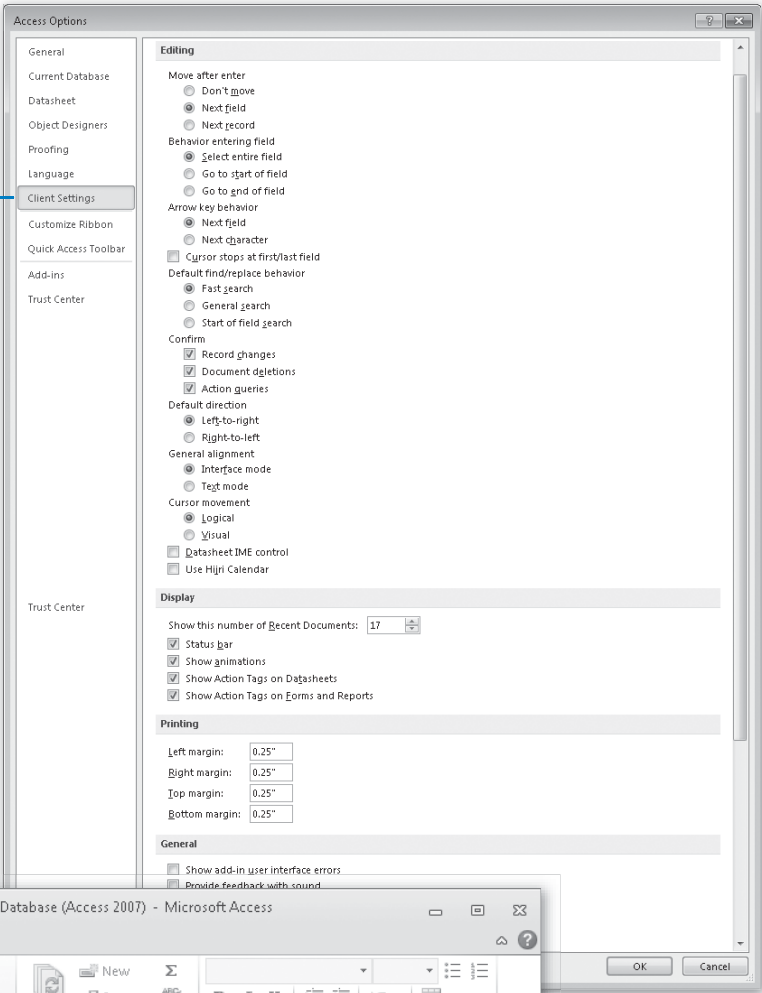 Access Options
General
Current Database
Datasheet
Object Designers
Proofing
Language
Client Settings
Customize Ribbon
Quick Access Toolbar
Add-ins
Trust Center
Trust Center
Editing
Move after enter
Don't move
Next field
Next record
Behavior entering field
Select entire field
Go to start of field
Go to end of field
Arrow key behavior
Next field
Next character
Cursor stops at first/last field
Default find/replace behavior
Fast search
General search
Start of field search
Confirm
Record changes
Document deletions
Action queries
Default direction
Left-to-right
Right-to-left
General alignment
Interface mode
Text mode
Cursor movement
Logical
Visual
Datasheet IME control
Use Hijri Calendar
Display
Show this number of Recent Documents: 17
Status bar
Show animations
Show Action Tags on Datasheets
Show Action Tags on Forms and Reports
Printing
Left margin: 0.25"
Right margin: 0.25"
Top margin: 0.25"
Bottom margin: 0.25"
General
Show add-in user interface errors
Provide feedback with sound
OK Cancel
Database (Access 2007) - Microsoft Access
New Σ